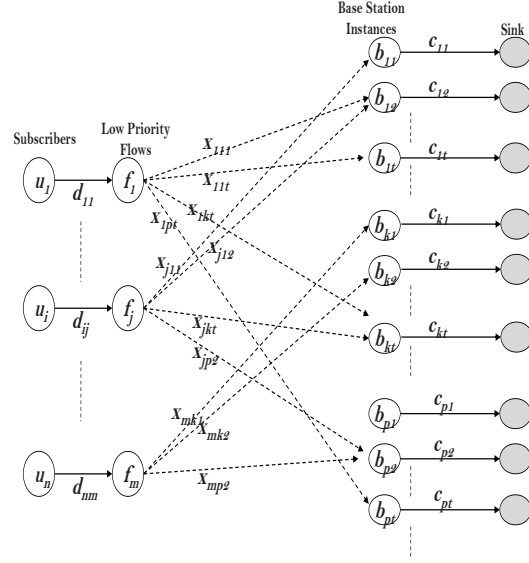 Base Station
Instances
Sink
Subscribers
Low Priority
Flows
u1
d11
f1
ui
dij
fj
un
dnm
fm
X111
X11t
X1kt
X1pt
Xj11
Xj12
Xjkt
Xjp2
Xmk1
Xmk2
Xmp2
b11
c11
b12
c12
b1t
c1t
bk1
ck1
bk2
ck2
bkt
ckt
bp1
cp1
bp2
cp2
bpt
cpt